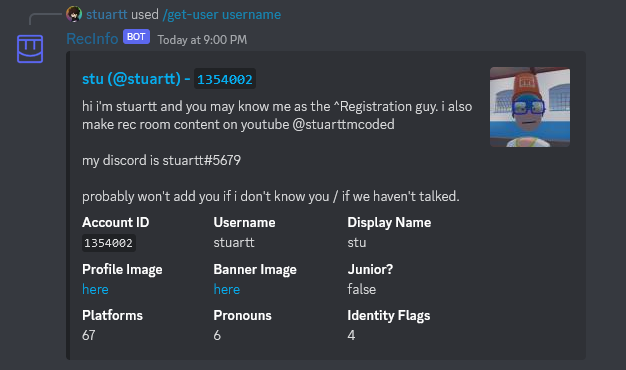 stuartt used /get-user username
RecInfo BOT Today at 9:00 PM
stu (@stuartt) - 1354002
hi i'm stuartt and you may know me as the ^Registration guy. i also
make rec room content on youtube @stuarttmcoded
my discord is stuartt#5679
probably won't add you if i don't know you / if we haven't talked.
Account ID Username Display Name
1354002 stuartt stu
Profile Image Banner Image Junior?
here here false
Platforms Pronouns Identity Flags
67 6 4